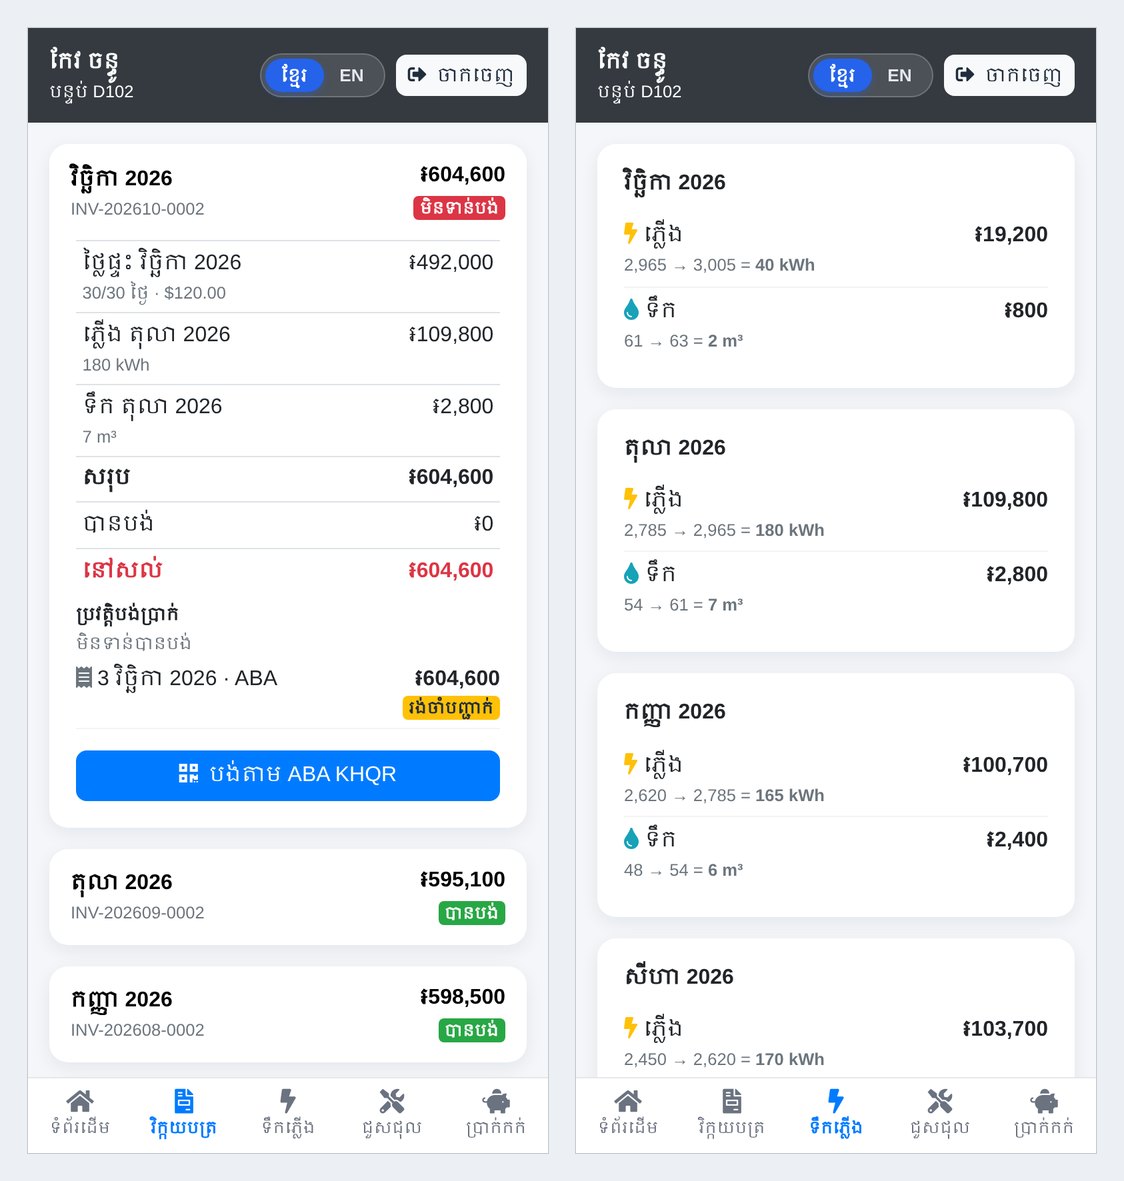 កែវ ចន្ធូ
បន្ទប់ D102
ខ្មែរ
EN
ចាកចេញ
វិច្ឆិកា 2026
៛604,600
INV-202610-0002
មិនទាន់បង់
ថ្លៃផ្ទះ វិច្ឆិកា 2026
៛492,000
30/30 ថ្ងៃ · $120.00
ភ្លើង តុលា 2026
៛109,800
180 kWh
ទឹក តុលា 2026
៛2,800
7 m³
សរុប
៛604,600
បានបង់
៛0
នៅសល់
៛604,600
ប្រវត្តិបង់ប្រាក់
មិនទាន់បានបង់
3 វិច្ឆិកា 2026 · ABA
៛604,600
រង់ចាំបញ្ជាក់
បង់តាម ABA KHQR
តុលា 2026
៛595,100
INV-202609-0002
បានបង់
កញ្ញា 2026
៛598,500
INV-202608-0002
បានបង់
ទំព័រដើម
វិក្កយបត្រ
ទឹកភ្លើង
ជួសជុល
ប្រាក់កក់
កែវ ចន្ធូ
បន្ទប់ D102
ខ្មែរ
EN
ចាកចេញ
វិច្ឆិកា 2026
ភ្លើង
៛19,200
2,965 → 3,005 = 40 kWh
ទឹក
៛800
61 → 63 = 2 m³
តុលា 2026
ភ្លើង
៛109,800
2,785 → 2,965 = 180 kWh
ទឹក
៛2,800
54 → 61 = 7 m³
កញ្ញា 2026
ភ្លើង
៛100,700
2,620 → 2,785 = 165 kWh
ទឹក
៛2,400
48 → 54 = 6 m³
សីហា 2026
ភ្លើង
៛103,700
2,450 → 2,620 = 170 kWh
ទំព័រដើម
វិក្កយបត្រ
ទឹកភ្លើង
ជួសជុល
ប្រាក់កក់